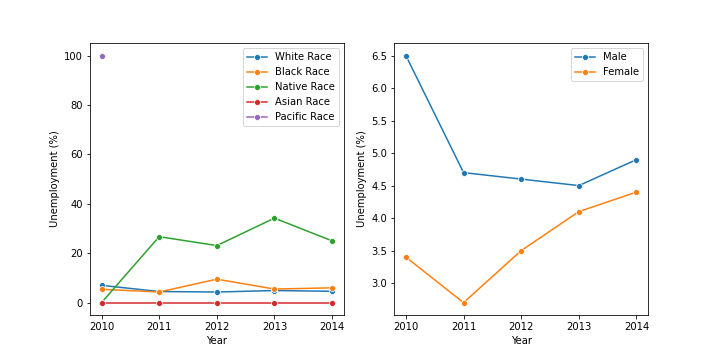 100
80
60
40
20
0
Unemployment (%)
2010 2011 2012 2013 2014
Year
White Race
Black Race
Native Race
Asian Race
Pacific Race
6.5
6.0
5.5
5.0
4.5
4.0
3.5
3.0
Unemployment (%)
2010 2011 2012 2013 2014
Year
Male
Female